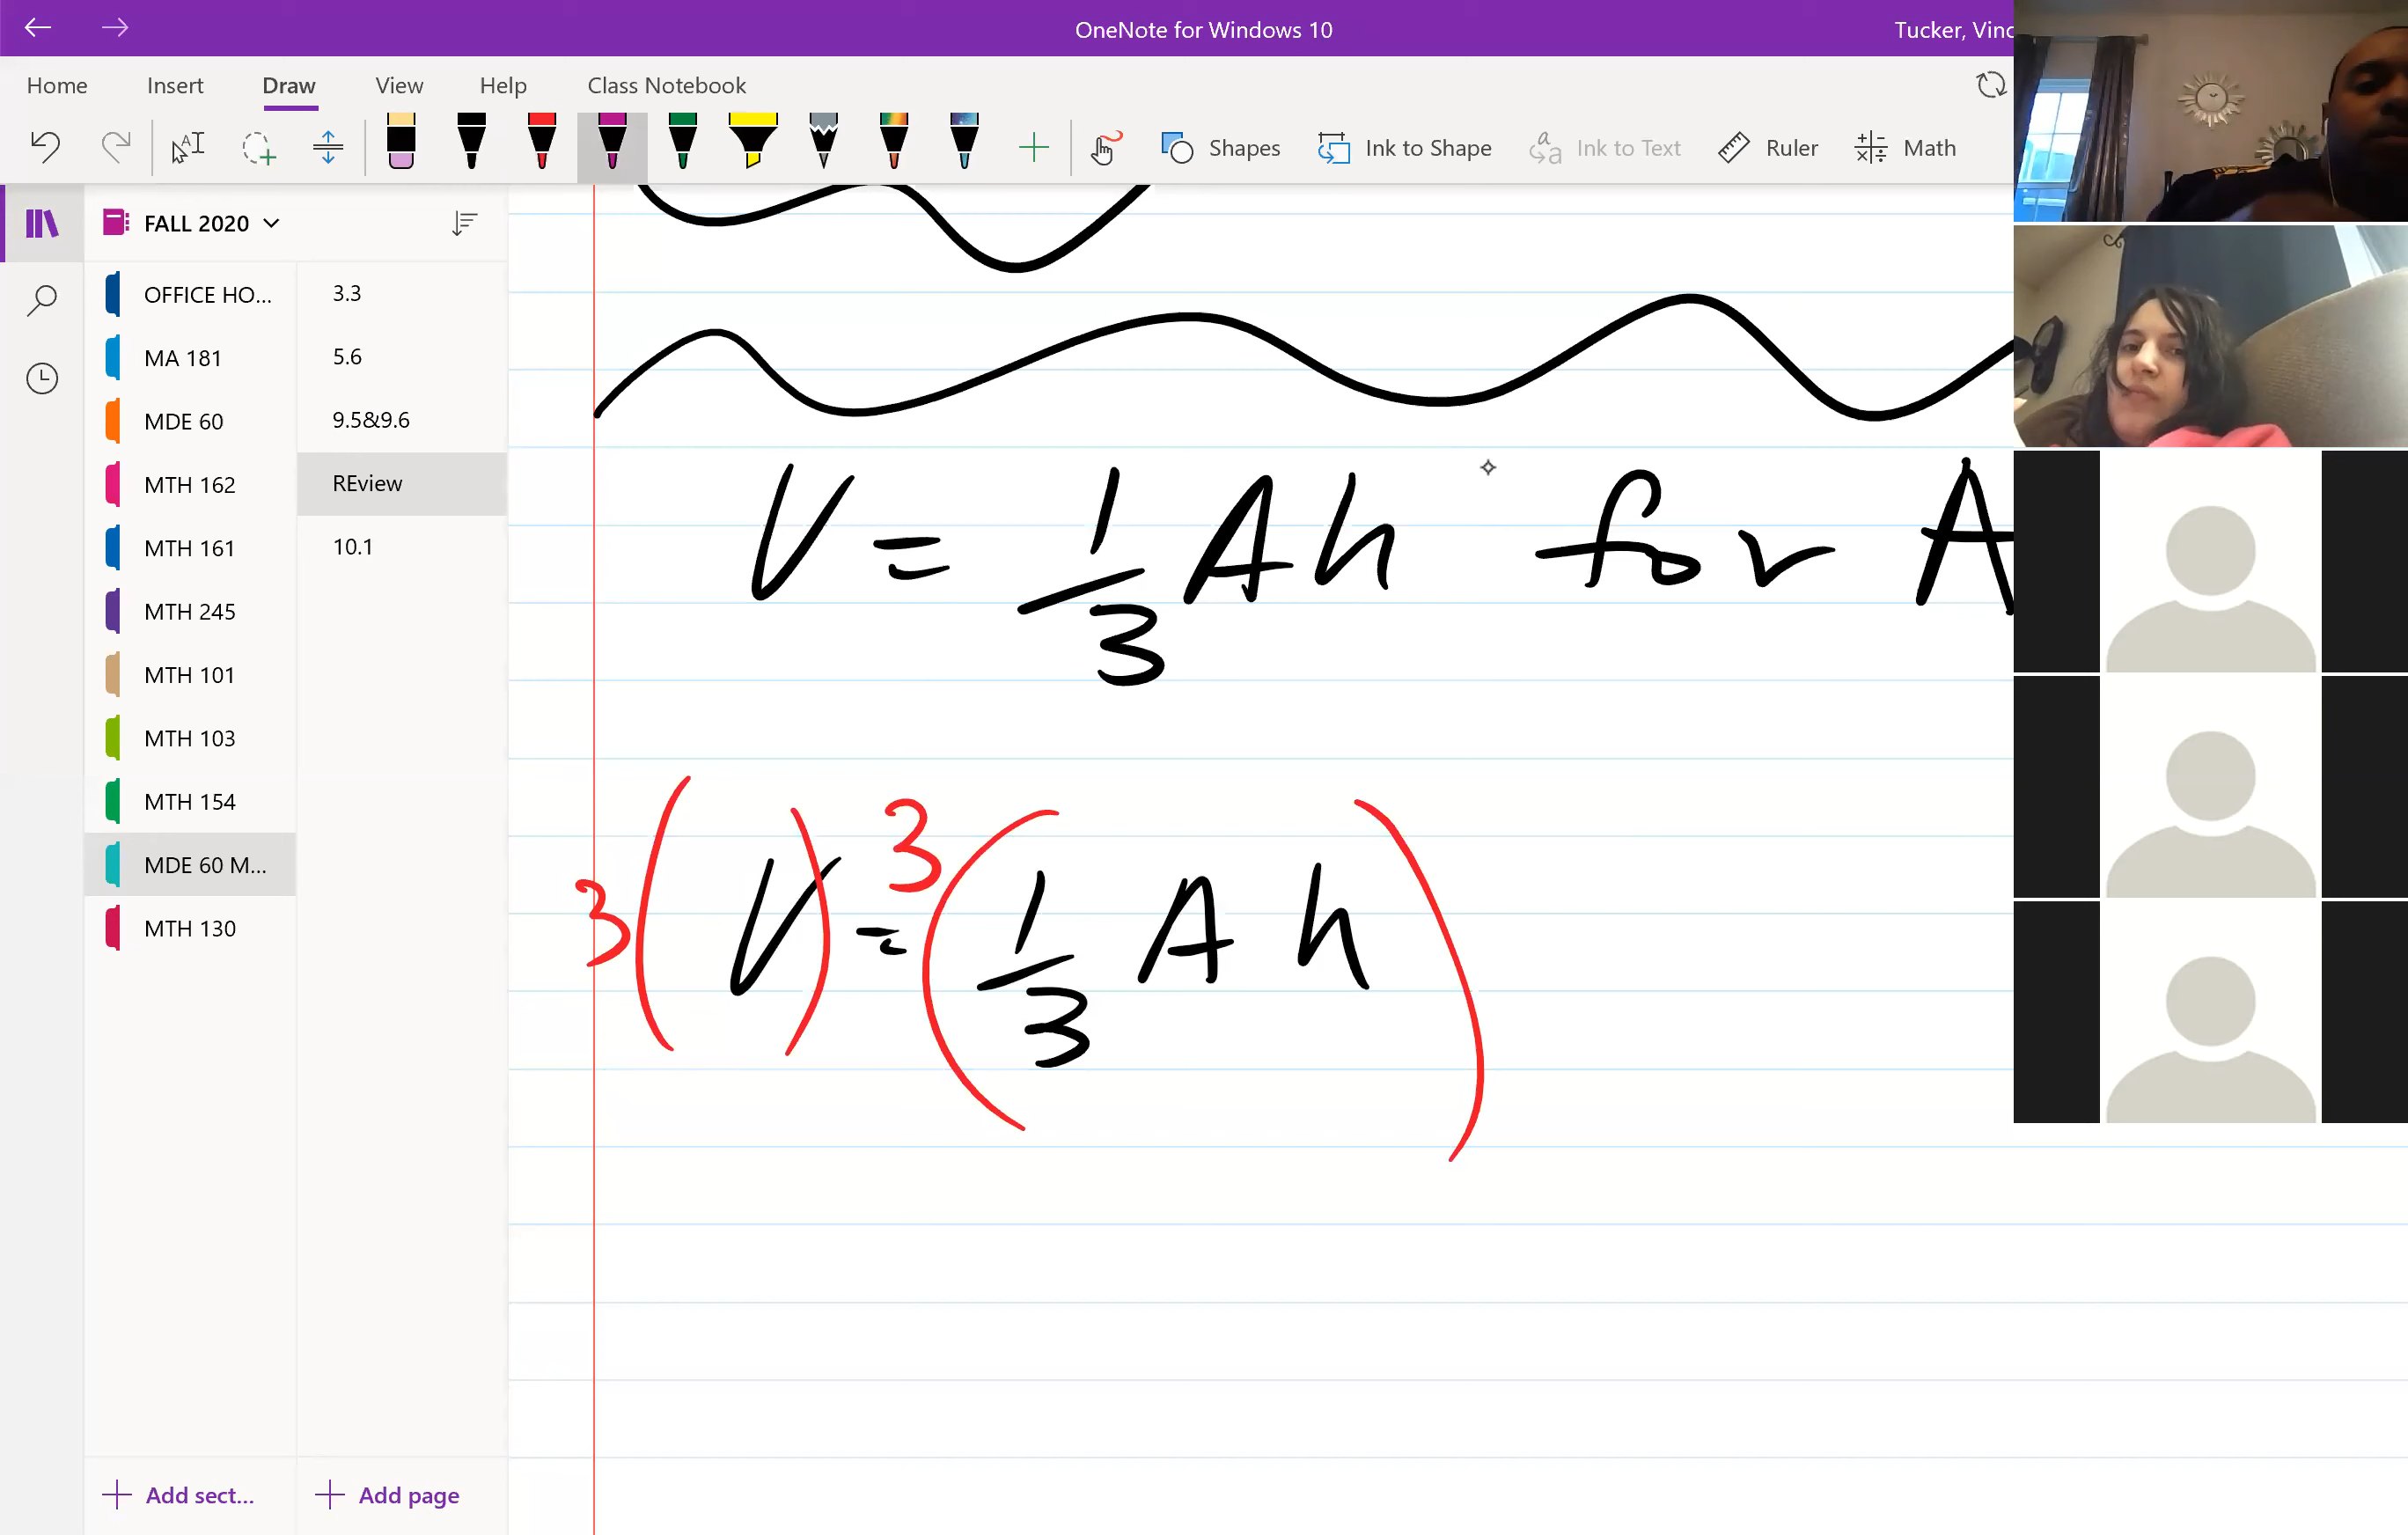 OneNote for Windows 10
Tucker, Vinc
Home Insert Draw View Help Class Notebook
Shapes Ink to Shape Ink to Text Ruler Math
FALL 2020
OFFICE HO...
MA 181
MDE 60
MTH 162
MTH 161
MTH 245
MTH 101
MTH 103
MTH 154
MDE 60 M...
MTH 130
3.3
5.6
9.5&9.6
REview
10.1
V = 1/3 Ah for A
3(V) = 3(1/3 A h)
Add sect...
Add page